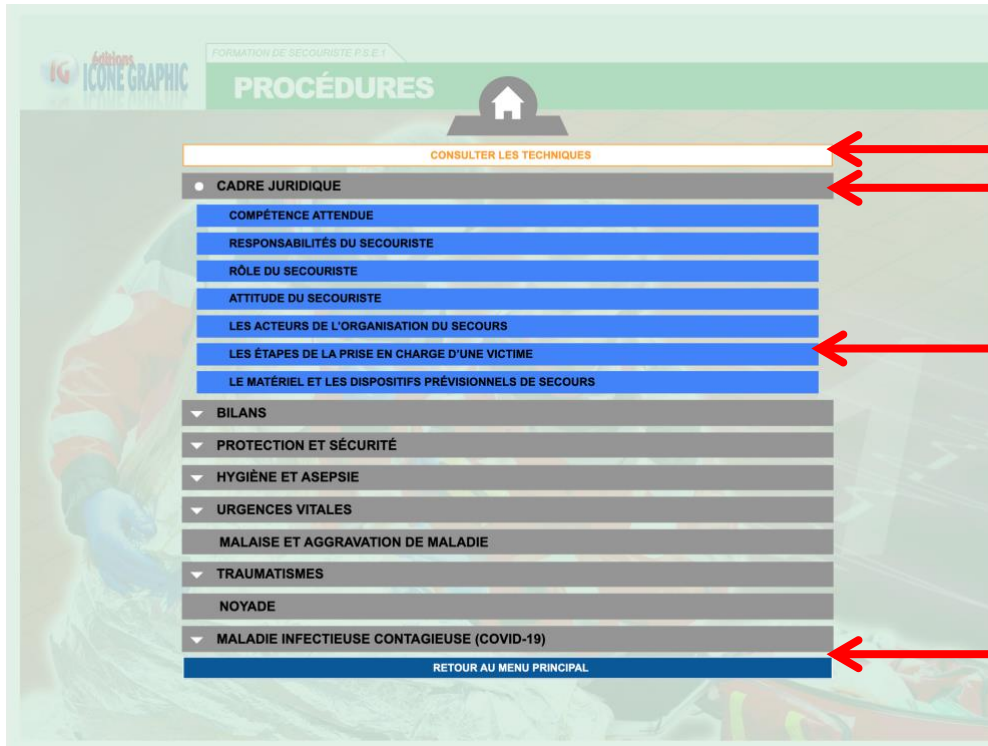 FORMATION DE SECOURISTE P.S.E 1
IG éditions
ICONE GRAPHIC
PROCÉDURES
CONSULTER LES TECHNIQUES
CADRE JURIDIQUE
COMPÉTENCE ATTENDUE
RESPONSABILITÉS DU SECOURISTE
RÔLE DU SECOURISTE
ATTITUDE DU SECOURISTE
LES ACTEURS DE L'ORGANISATION DU SECOURS
LES ÉTAPES DE LA PRISE EN CHARGE D'UNE VICTIME
LE MATÉRIEL ET LES DISPOSITIFS PRÉVISIONNELS DE SECOURS
BILANS
PROTECTION ET SÉCURITÉ
HYGIÈNE ET ASEPSIE
URGENCES VITALES
MALAISE ET AGGRAVATION DE MALADIE
TRAUMATISMES
NOYADE
MALADIE INFECTIEUSE CONTAGIEUSE (COVID-19)
RETOUR AU MENU PRINCIPAL